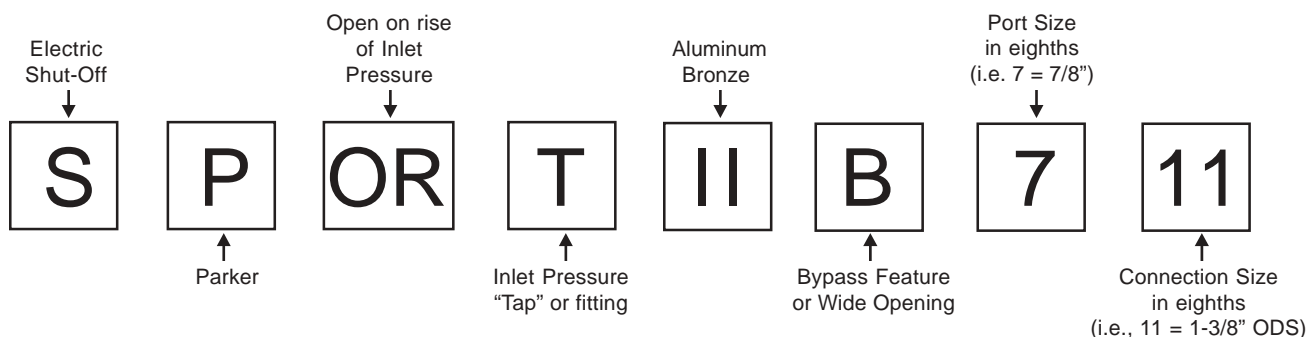 Electric
Shut-Off
Open on rise
of Inlet
Pressure
Aluminum
Bronze
Port Size
in eighths
(i.e. 7 = 7/8”)
S P OR T II B 7 11
Parker
Inlet Pressure
“Tap” or fitting
Bypass Feature
or Wide Opening
Connection Size
in eighths
(i.e., 11 = 1-3/8” ODS)